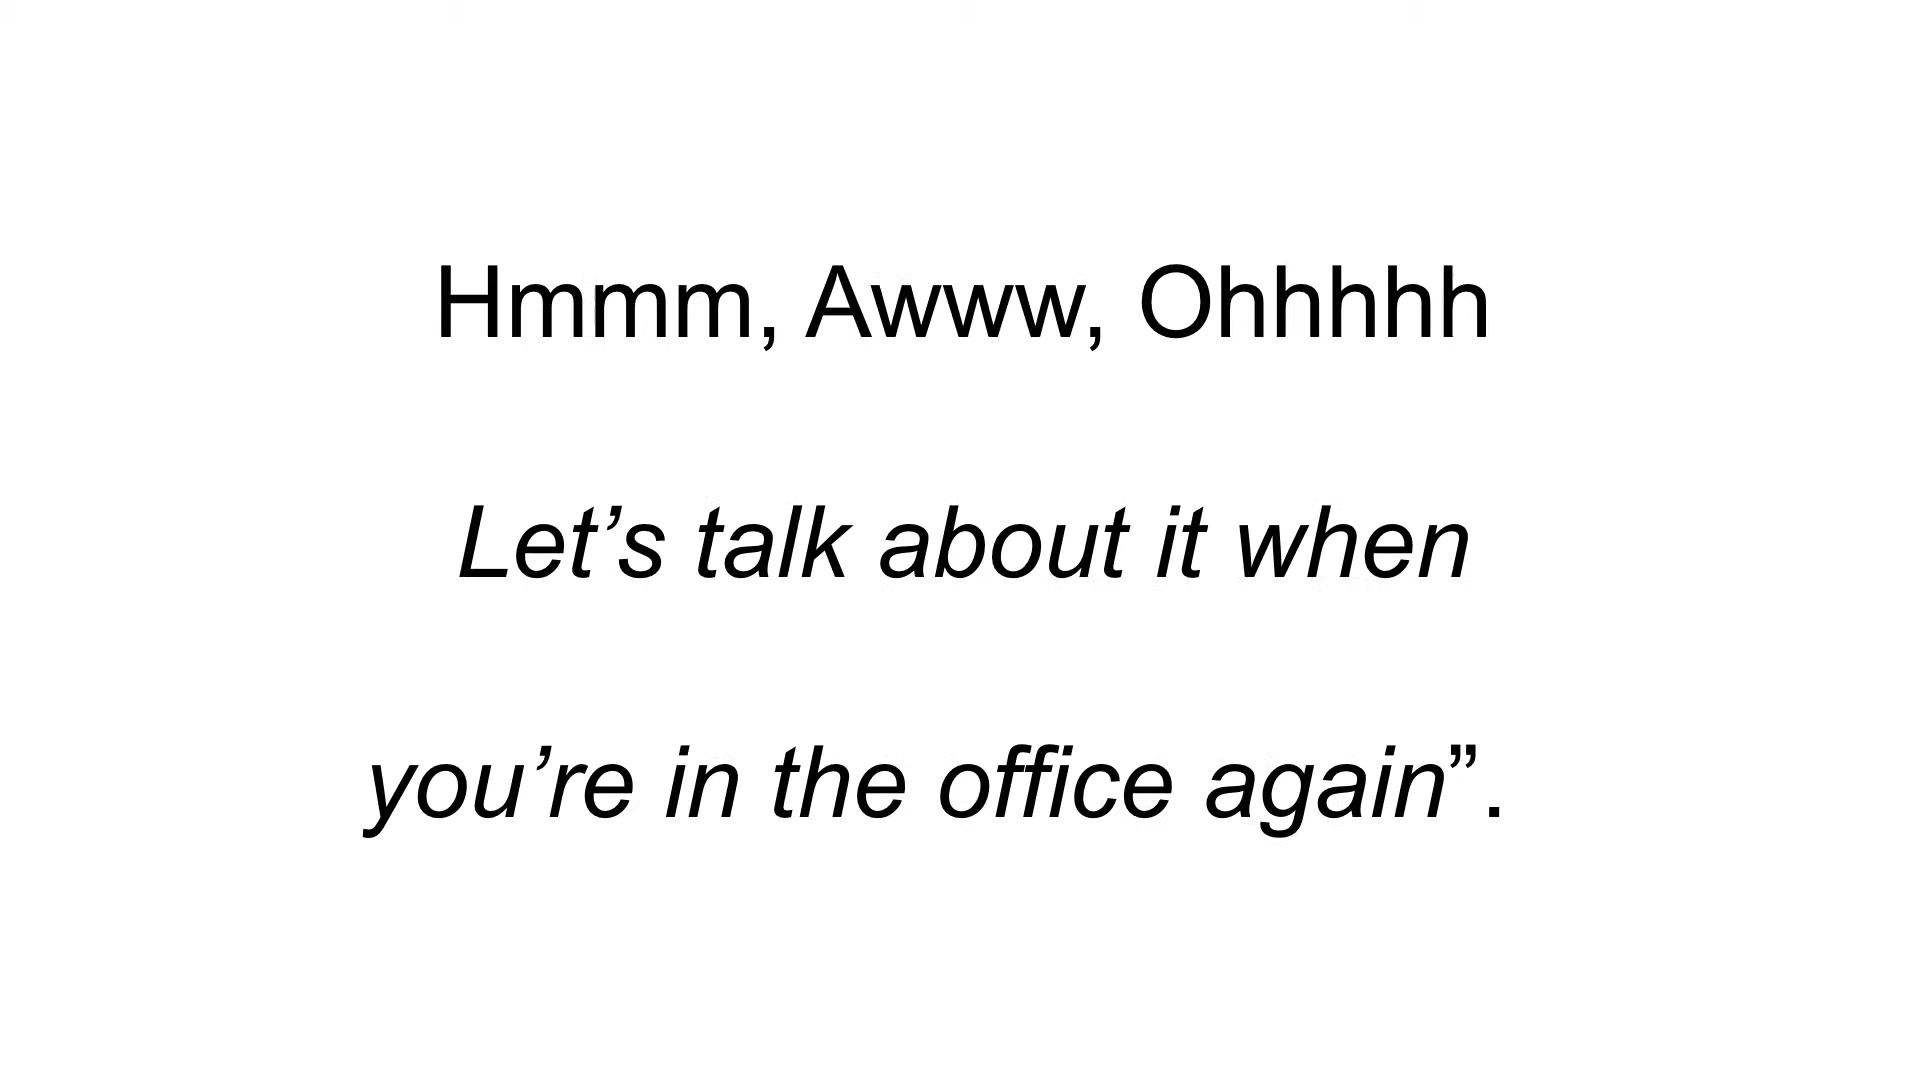 Hmmm, Awww, Ohhhhh
Let’s talk about it when
you’re in the office again”.